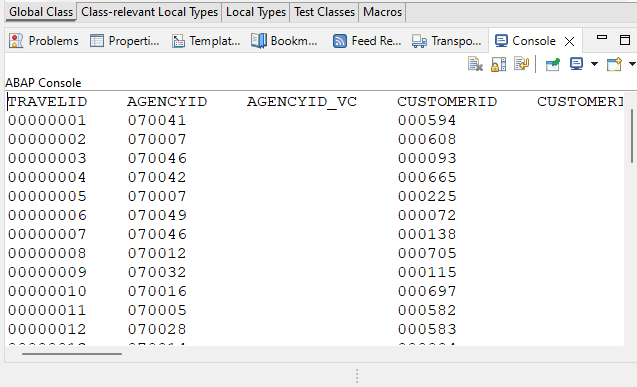 Global Class Class-relevant Local Types Local Types Test Classes Macros
Problems Properti... Templat... Bookm... Feed Re... Transpo... Console
ABAP Console
TRAVELID AGENCYID AGENCYID_VC CUSTOMERID CUSTOMERI
00000001 070041 000594
00000002 070007 000608
00000003 070046 000093
00000004 070042 000665
00000005 070007 000225
00000006 070049 000072
00000007 070046 000138
00000008 070012 000705
00000009 070032 000115
00000010 070016 000697
00000011 070005 000582
00000012 070028 000583